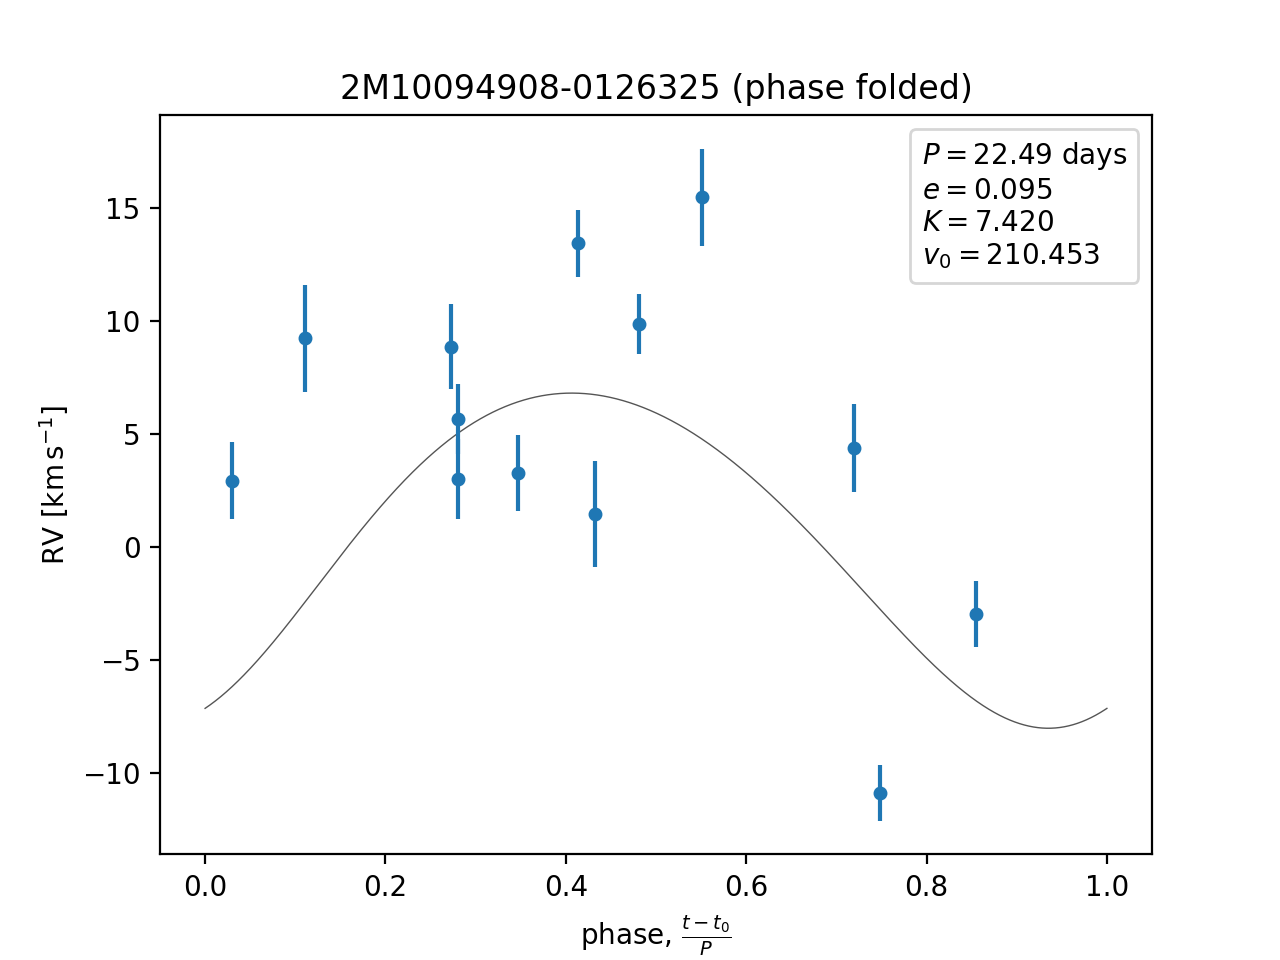 2M10094908-0126325 (phase folded)
P = 22.49 days
e = 0.095
K = 7.420
v₀ = 210.453
15
10
5
0
−5
−10
RV [km s⁻¹]
0.0 0.2 0.4 0.6 0.8 1.0
phase, (t − t₀)/P